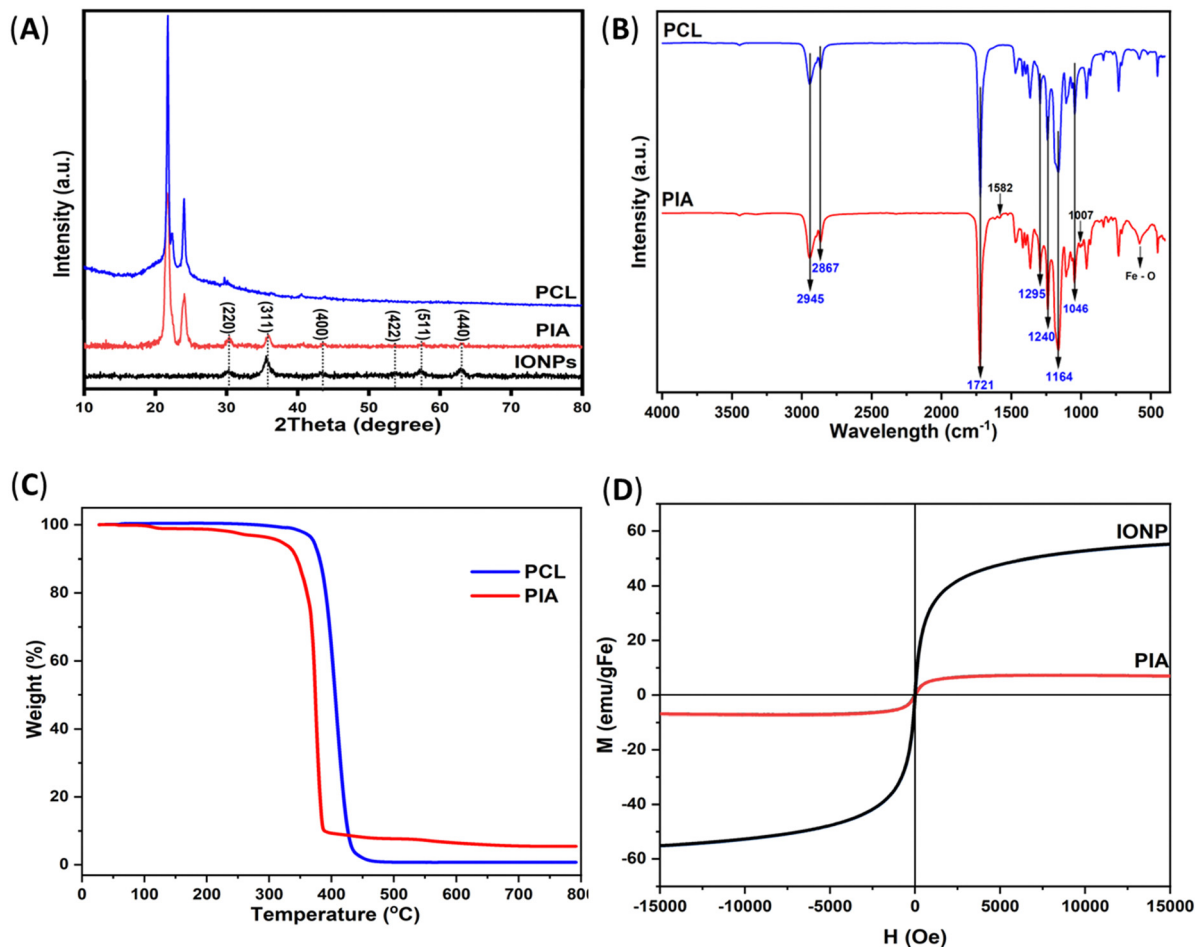 (A)
Intensity (a.u.)
PCL
PIA
IONPs
(220)
(311)
(400)
(422)
(511)
(440)
10 20 30 40 50 60 70 80
2Theta (degree)
(B)
Intensity (a.u.)
PCL
PIA
1582
1007
2867
2945
1721
1295
1240
1164
1046
Fe - O
4000 3500 3000 2500 2000 1500 1000 500
Wavelength (cm-1)
(C)
Weight (%)
100
80
60
40
20
0
PCL
PIA
0 100 200 300 400 500 600 700 80
Temperature (oC)
(D)
M (emu/gFe)
60
40
20
0
-20
-40
-60
IONP
PIA
-15000 -10000 -5000 0 5000 10000 15000
H (Oe)